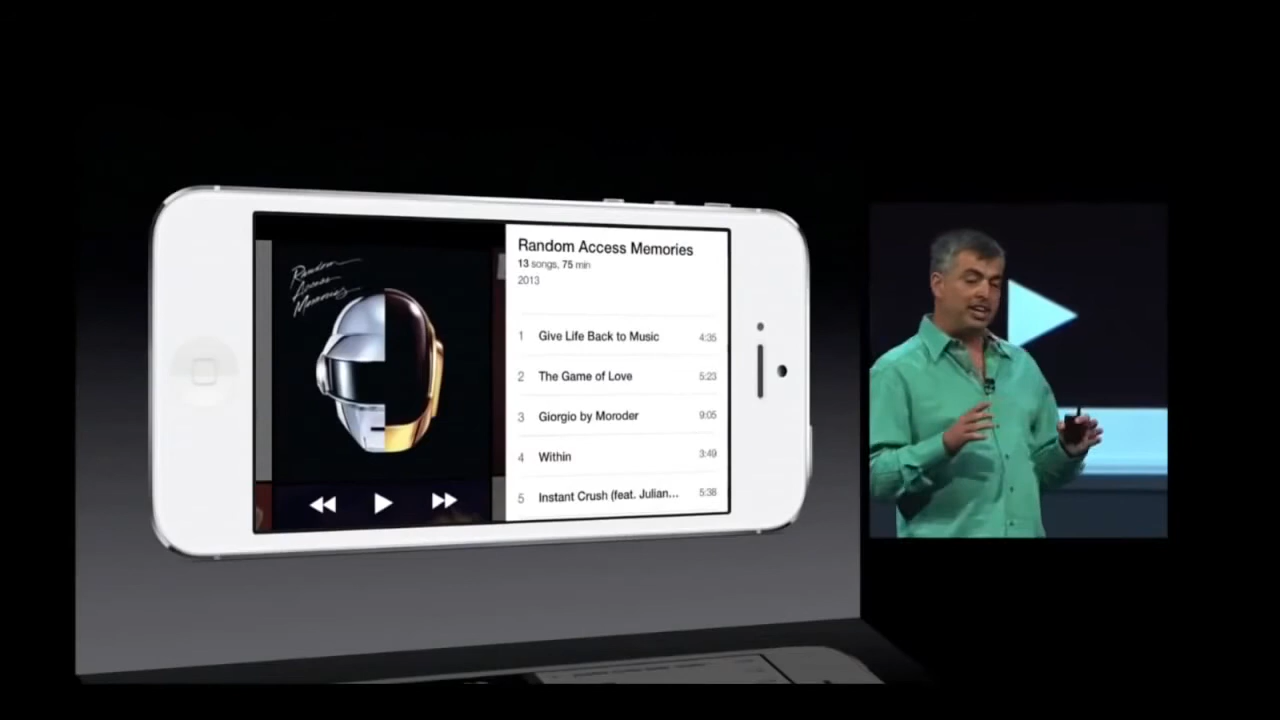 Random
Access
Memories
Random Access Memories
13 songs, 75 min
2013
1 Give Life Back to Music 4:35
2 The Game of Love 5:23
3 Giorgio by Moroder 9:05
4 Within 3:49
5 Instant Crush (feat. Julian... 5:38